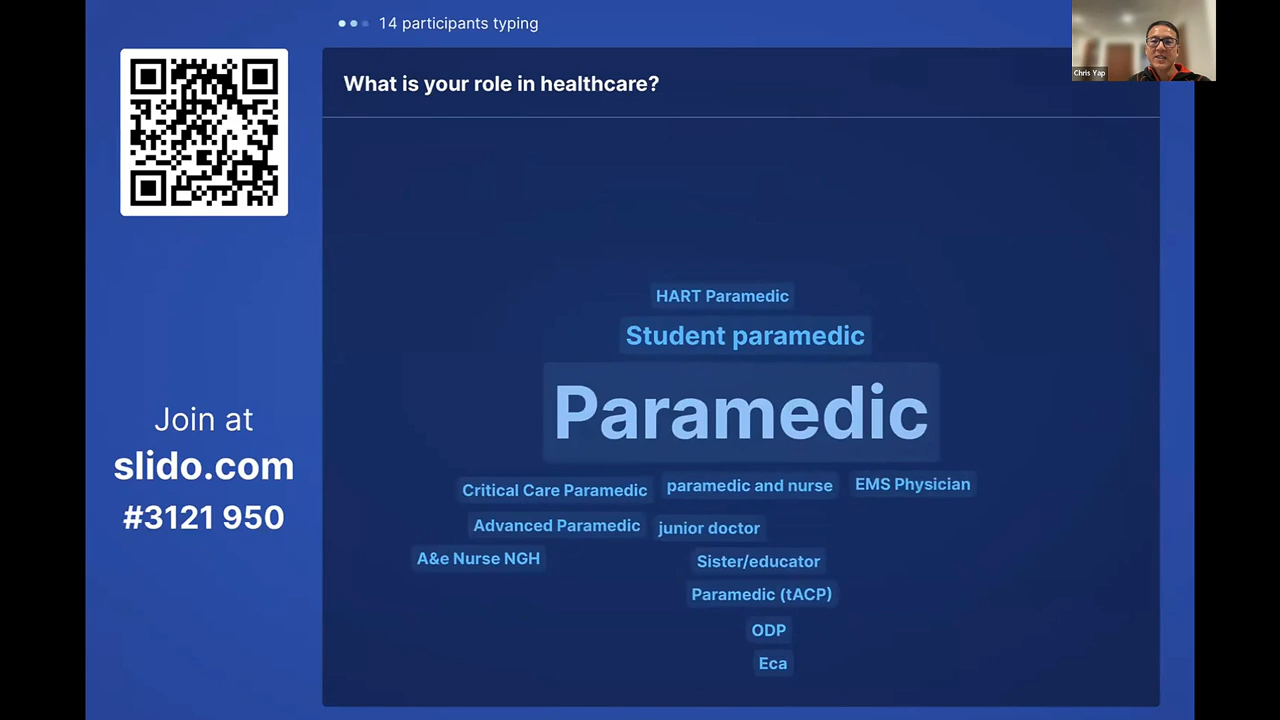 14 participants typing
What is your role in healthcare?
Chris Yap
HART Paramedic
Student paramedic
Paramedic
Critical Care Paramedic
paramedic and nurse
EMS Physician
Advanced Paramedic
junior doctor
A&e Nurse NGH
Sister/educator
Paramedic (tACP)
ODP
Eca
Join at
slido.com
#3121 950